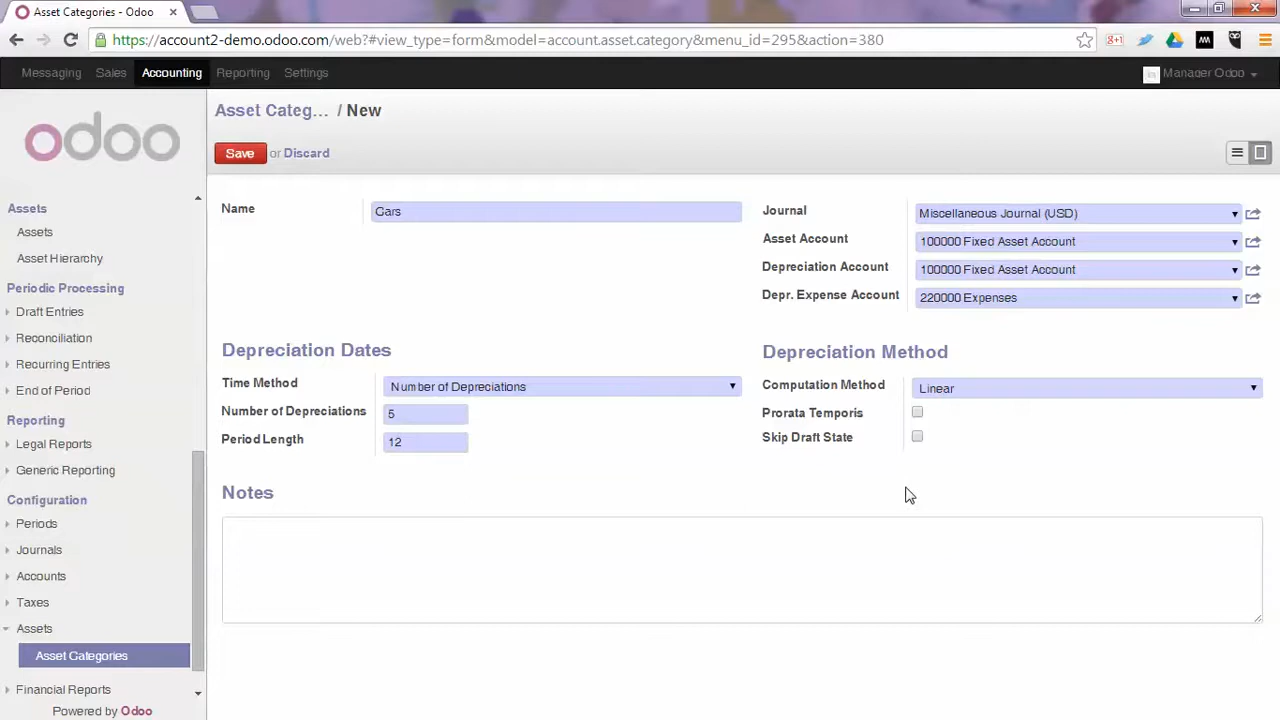 Asset Categories - Odoo
https://account2-demo.odoo.com/web?#view_type=form&model=account.asset.category&menu_id=295&action=380
Messaging Sales Accounting Reporting Settings Manager Odoo
odoo
Asset Categ... / New
Save or Discard
Assets
Assets
Asset Hierarchy
Periodic Processing
Draft Entries
Reconciliation
Recurring Entries
End of Period
Reporting
Legal Reports
Generic Reporting
Configuration
Periods
Journals
Accounts
Taxes
Assets
Asset Categories
Financial Reports
Powered by Odoo
Name Cars
Journal Miscellaneous Journal (USD)
Asset Account 100000 Fixed Asset Account
Depreciation Account 100000 Fixed Asset Account
Depr. Expense Account 220000 Expenses
Depreciation Dates
Time Method Number of Depreciations
Number of Depreciations 5
Period Length 12
Depreciation Method
Computation Method Linear
Prorata Temporis
Skip Draft State
Notes